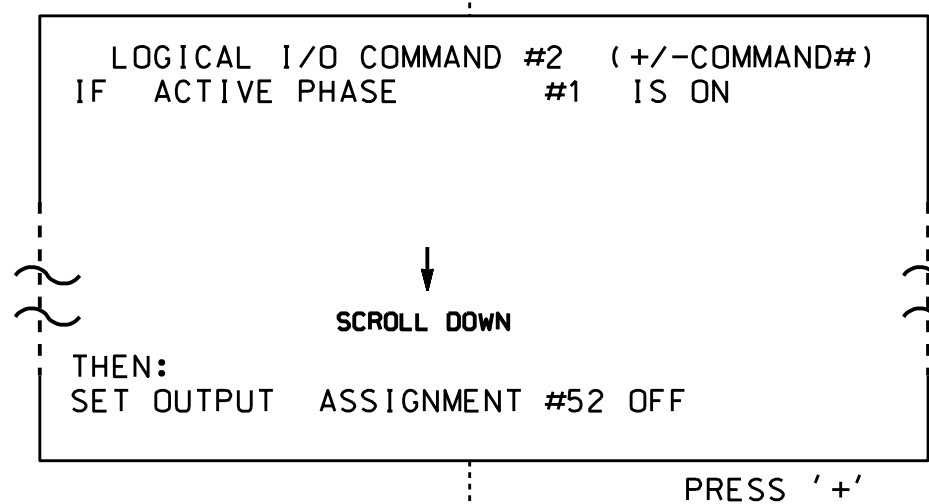 LOGICAL I/O COMMAND #2 (+/-COMMAND#)
IF ACTIVE PHASE #1 IS ON
SCROLL DOWN
THEN:
SET OUTPUT ASSIGNMENT #52 OFF
PRESS '+'